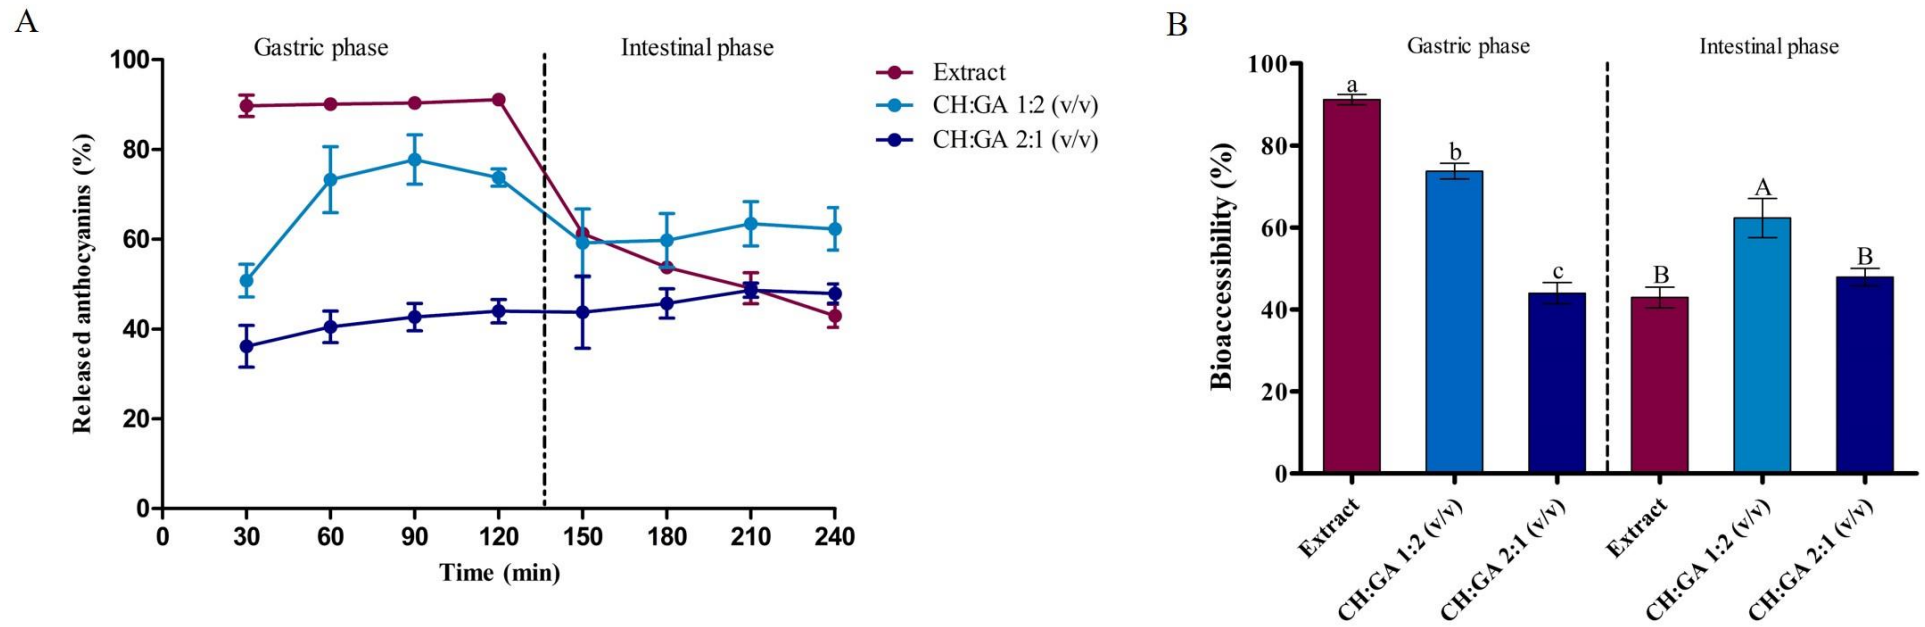 A
Gastric phase
Intestinal phase
Released anthocyanins (%)
100
80
60
40
20
0
0 30 60 90 120 150 180 210 240
Time (min)
Extract
CH:GA 1:2 (v/v)
CH:GA 2:1 (v/v)
B
Gastric phase
Intestinal phase
Bioaccessibility (%)
100
80
60
40
20
0
a
b
c
B
A
B
Extract
CH:GA 1:2 (v/v)
CH:GA 2:1 (v/v)
Extract
CH:GA 1:2 (v/v)
CH:GA 2:1 (v/v)